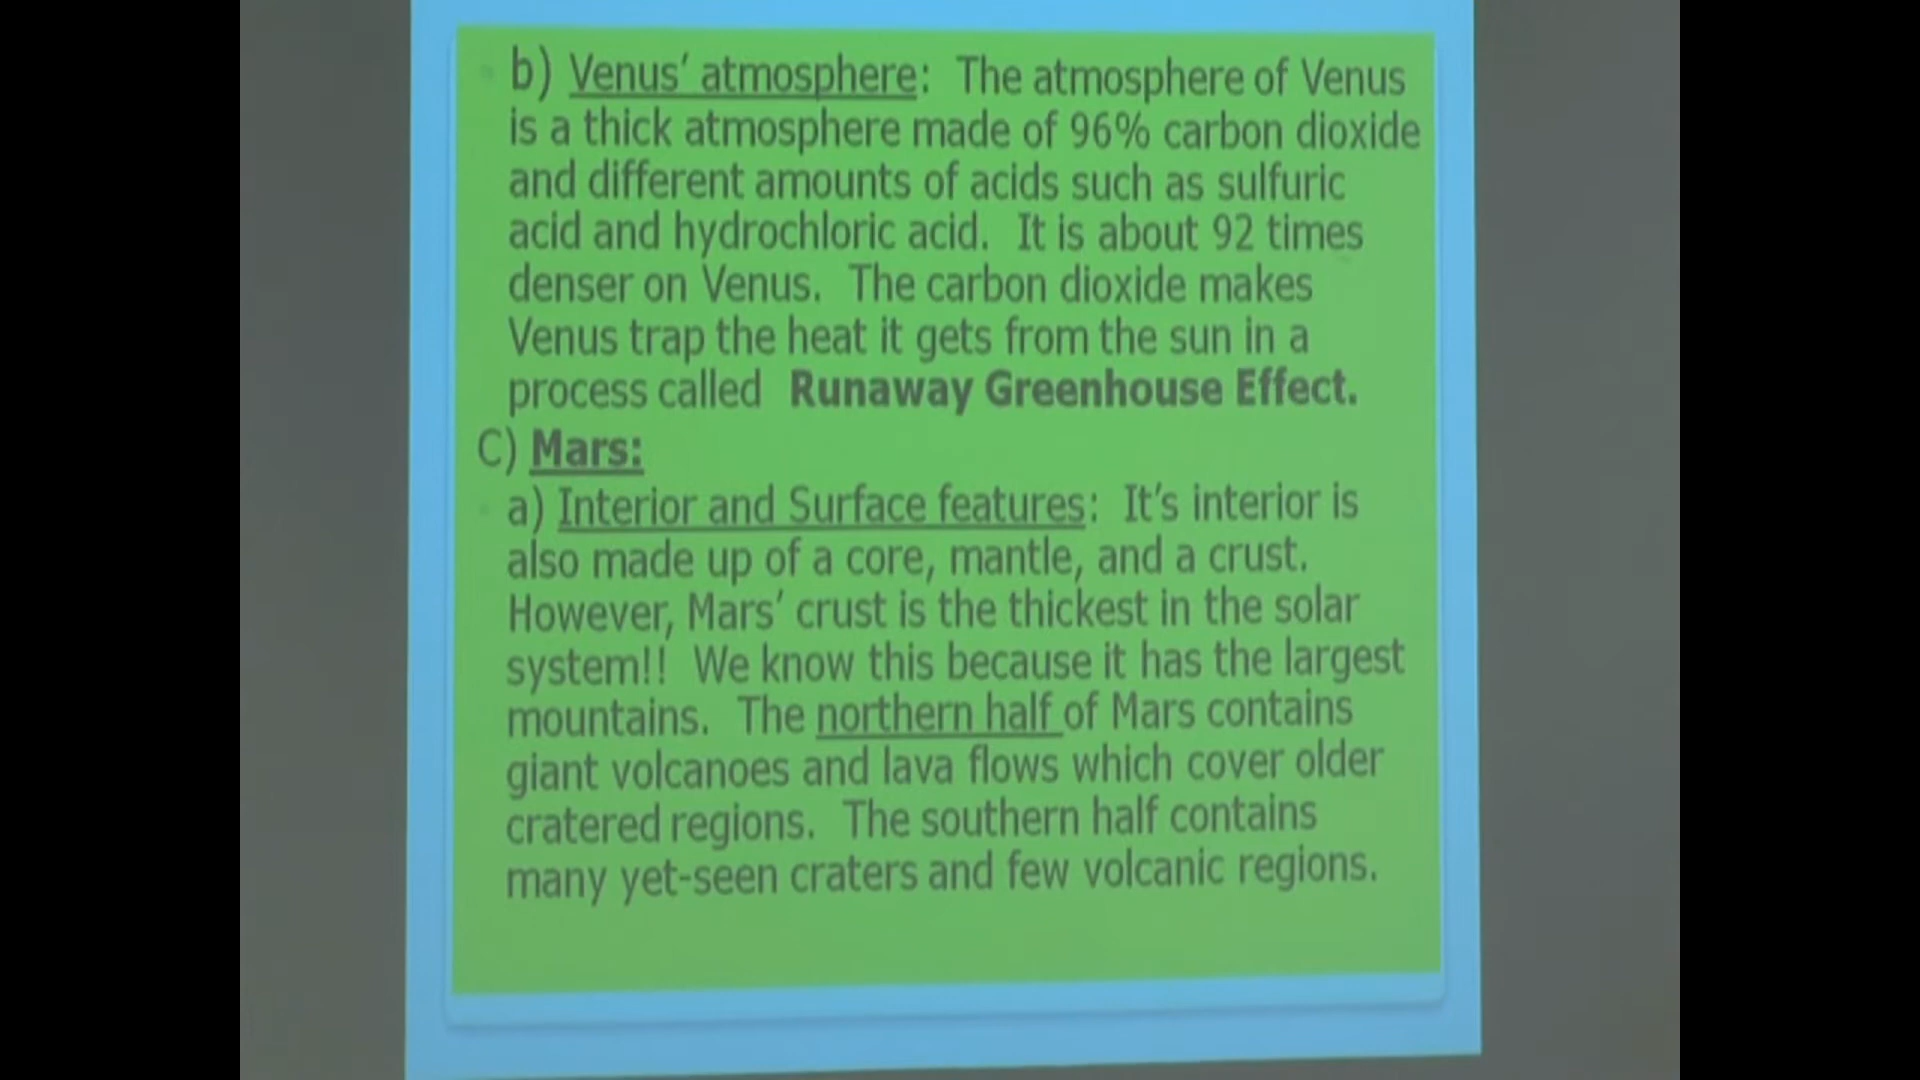 b) Venus' atmosphere: The atmosphere of Venus
is a thick atmosphere made of 96% carbon dioxide
and different amounts of acids such as sulfuric
acid and hydrochloric acid. It is about 92 times
denser on Venus. The carbon dioxide makes
Venus trap the heat it gets from the sun in a
process called Runaway Greenhouse Effect.
C) Mars:
a) Interior and Surface features: It's interior is
also made up of a core, mantle, and a crust.
However, Mars' crust is the thickest in the solar
system!! We know this because it has the largest
mountains. The northern half of Mars contains
giant volcanoes and lava flows which cover older
cratered regions. The southern half contains
many yet-seen craters and few volcanic regions.